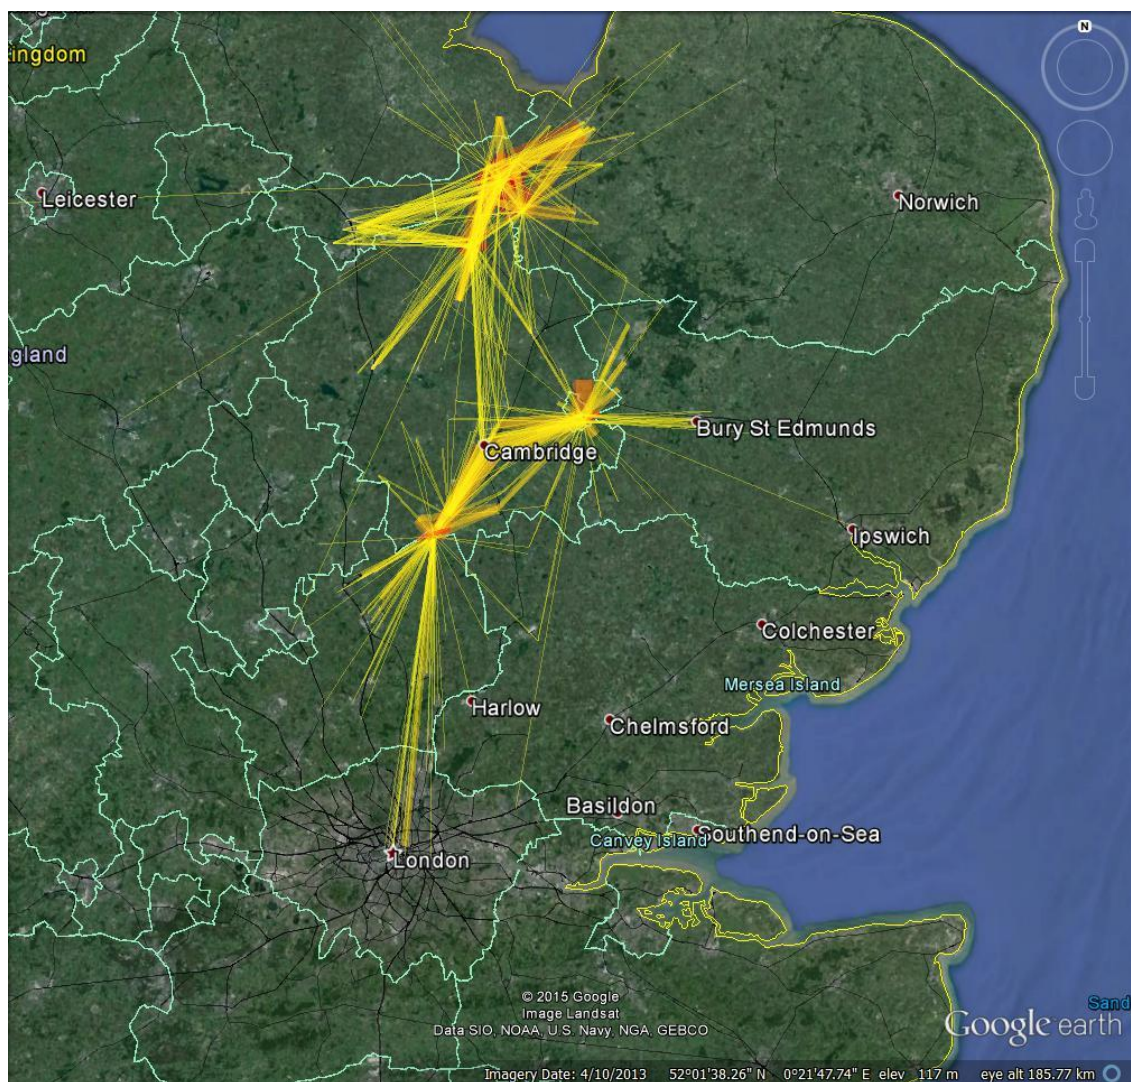 N
ingdom
Leicester
Norwich
gland
Bury St Edmunds
Cambridge
Ipswich
Colchester
Mersea Island
Harlow
Chelmsford
Basildon
Southend-on-Sea
Canvey Island
London
© 2015 Google
Image Landsat
Data SIO, NOAA, U.S. Navy, NGA, GEBCO
Sand
Google earth
Imagery Date: 4/10/2013 52°01'38.26" N 0°21'47.74" E elev 117 m eye alt 185.77 km